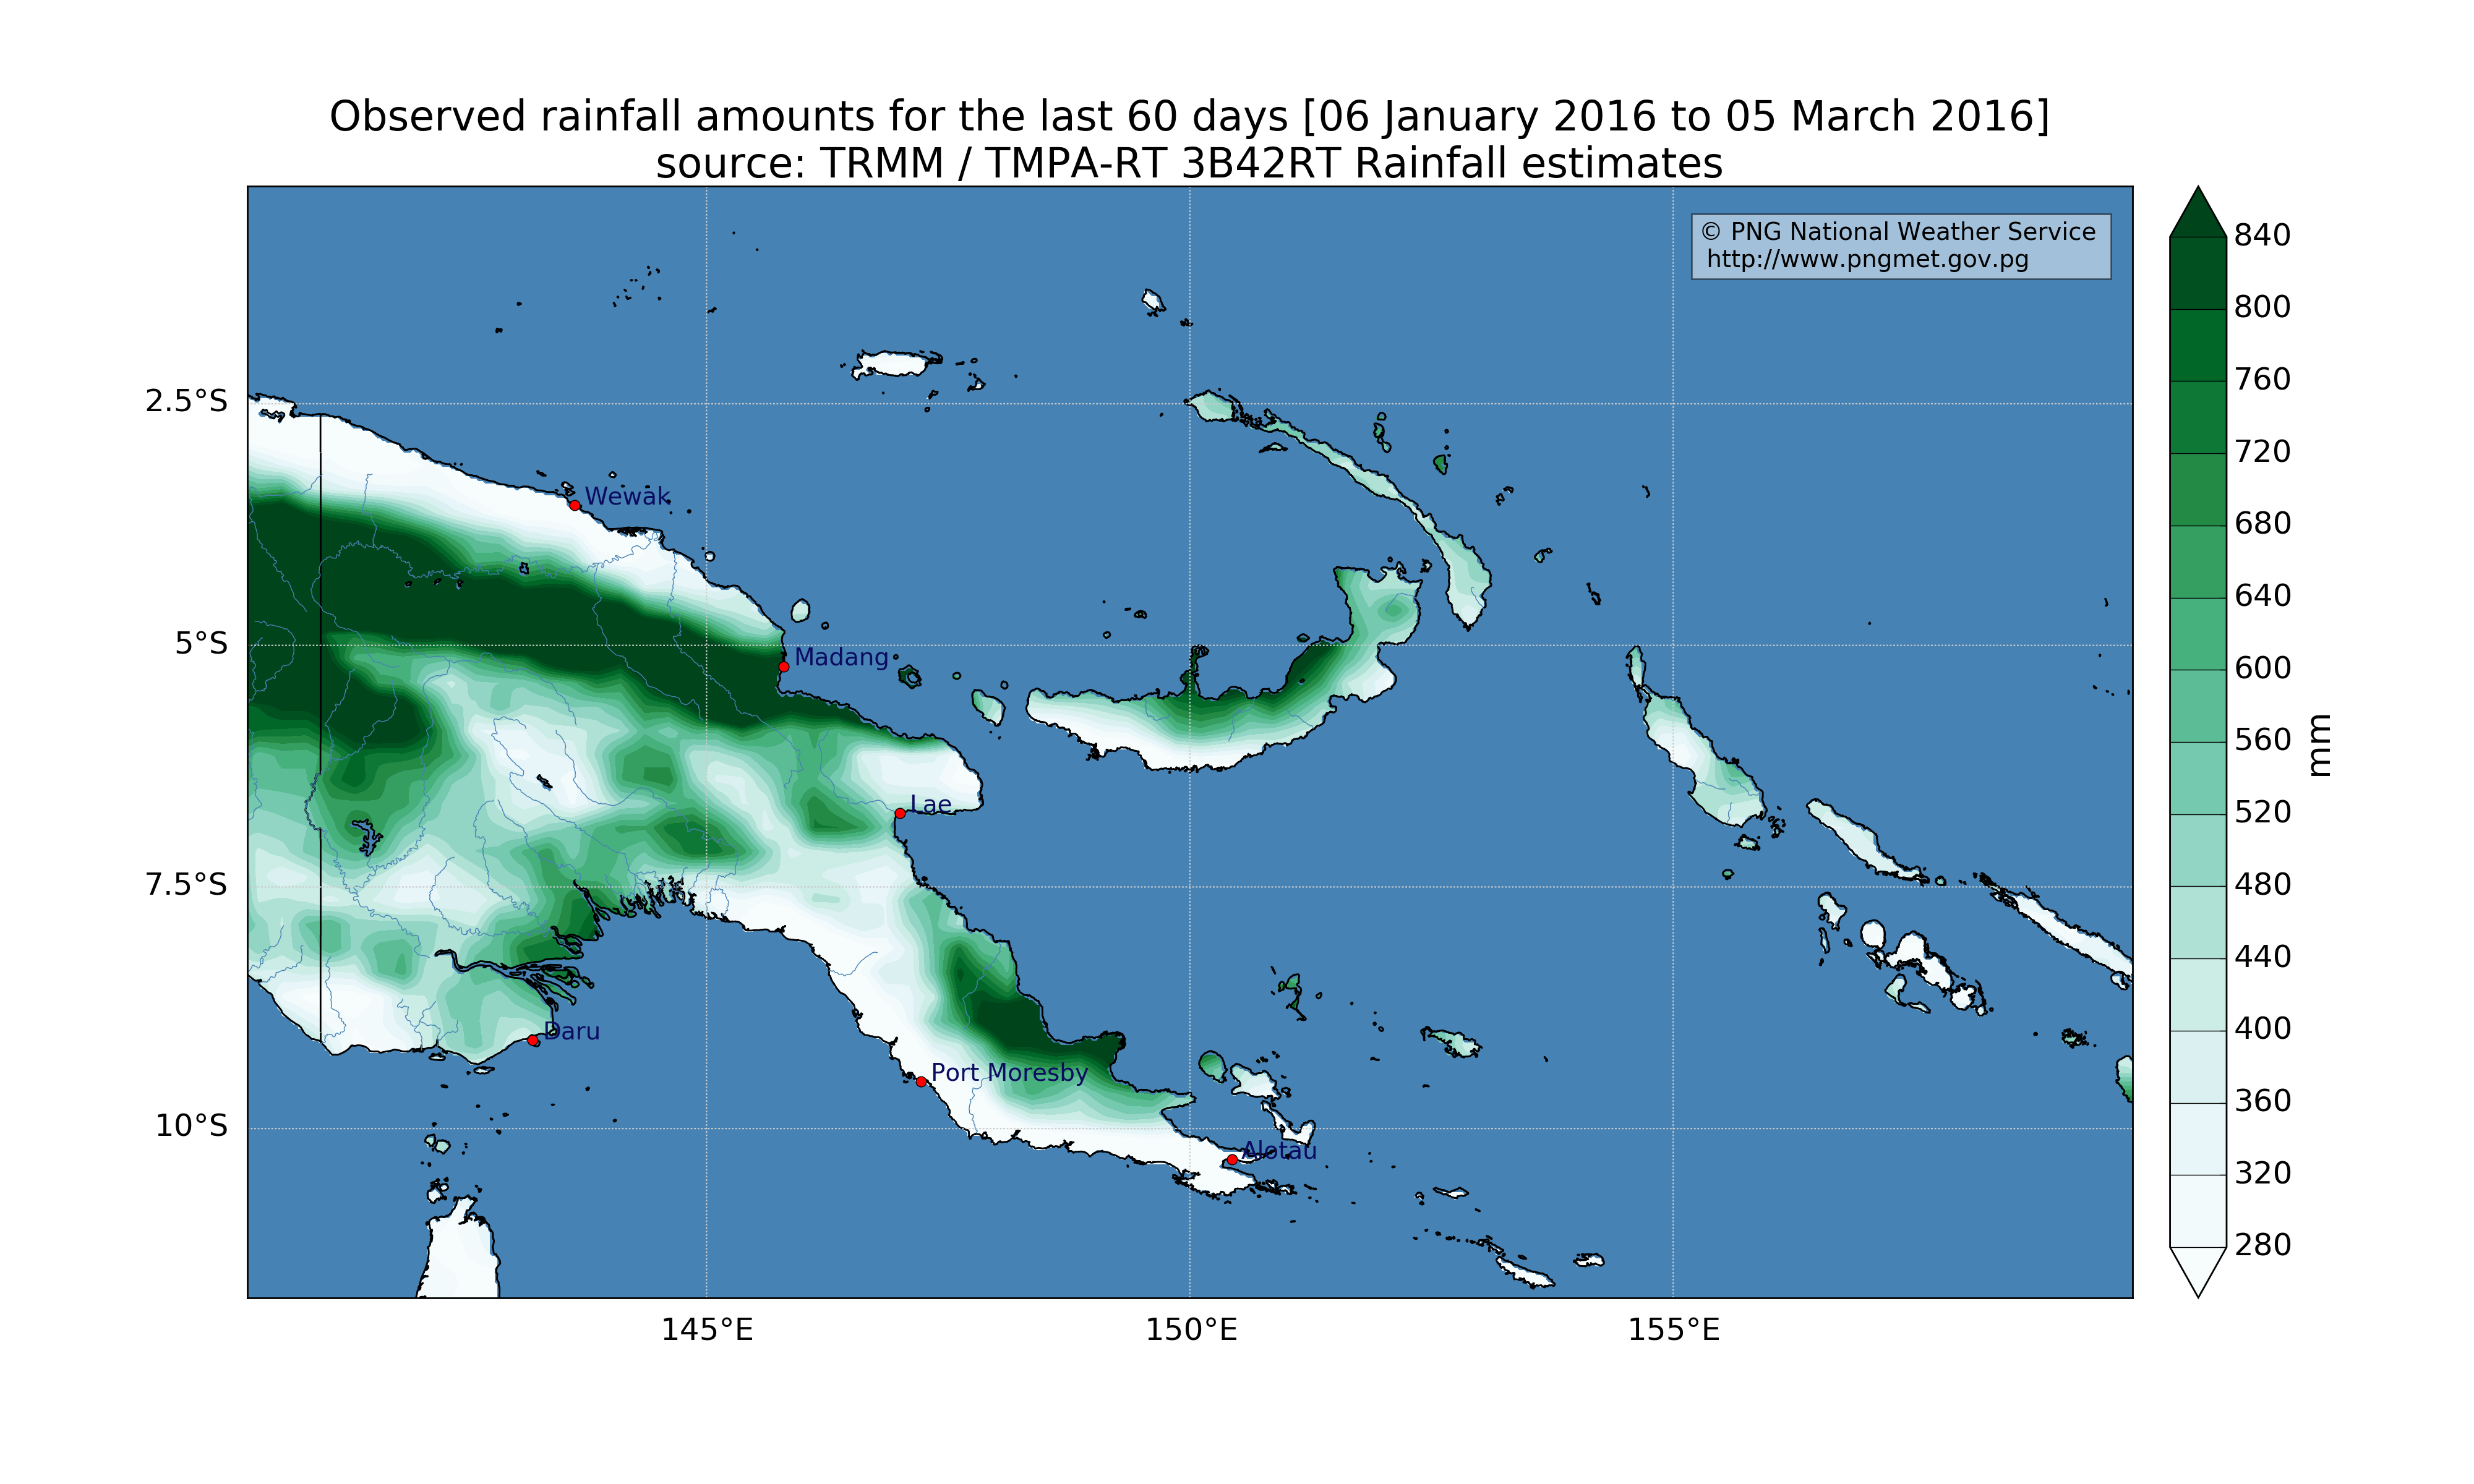 Observed rainfall amounts for the last 60 days [06 January 2016 to 05 March 2016]
source: TRMM / TMPA-RT 3B42RT Rainfall estimates
© PNG National Weather Service
http://www.pngmet.gov.pg
2.5°S
5°S
7.5°S
10°S
145°E
150°E
155°E
Wewak
Madang
Lae
Daru
Port Moresby
Alotau
840
800
760
720
680
640
600
560
520
480
440
400
360
320
280
mm